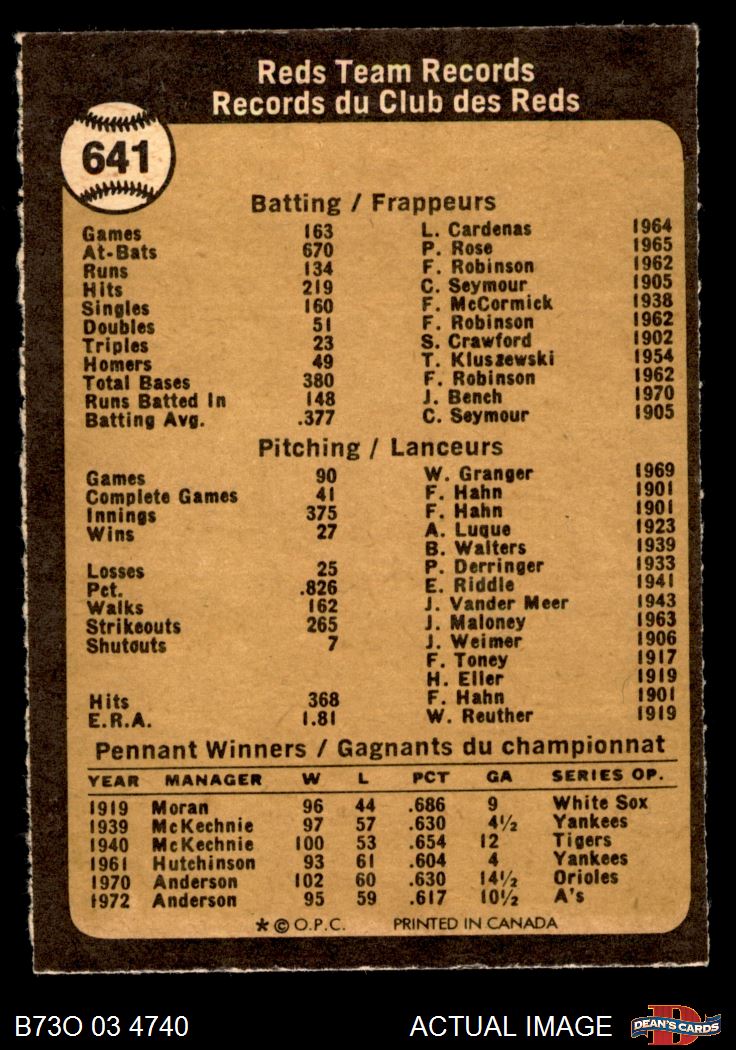 Reds Team Records
Records du Club des Reds
641
Batting / Frappeurs
Games 163 L. Cardenas 1964
At-Bats 670 P. Rose 1965
Runs 134 F. Robinson 1962
Hits 219 C. Seymour 1905
Singles 160 F. McCormick 1938
Doubles 51 F. Robinson 1962
Triples 23 S. Crawford 1902
Homers 49 T. Kluszewski 1954
Total Bases 380 F. Robinson 1962
Runs Batted In 148 J. Bench 1970
Batting Avg. .377 C. Seymour 1905
Pitching / Lanceurs
Games 90 W. Granger 1969
Complete Games 41 F. Hahn 1901
Innings 375 F. Hahn 1901
Wins 27 A. Luque 1923
B. Walters 1939
Losses 25 P. Derringer 1933
Pct. .826 E. Riddle 1941
Walks 162 J. Vander Meer 1943
Strikeouts 265 J. Maloney 1963
Shutouts 7 J. Weimer 1906
F. Toney 1917
H. Eller 1919
Hits 368 F. Hahn 1901
E.R.A. 1.81 W. Reuther 1919
Pennant Winners / Gagnants du championnat
YEAR MANAGER W L PCT GA SERIES OP.
1919 Moran 96 44 .686 9 White Sox
1939 McKechnie 97 57 .630 4½ Yankees
1940 McKechnie 100 53 .654 12 Tigers
1961 Hutchinson 93 61 .604 4 Yankees
1970 Anderson 102 60 .630 14½ Orioles
1972 Anderson 95 59 .617 10½ A's
* © O.P.C. PRINTED IN CANADA
B73O 03 4740 ACTUAL IMAGE DEAN'S CARDS